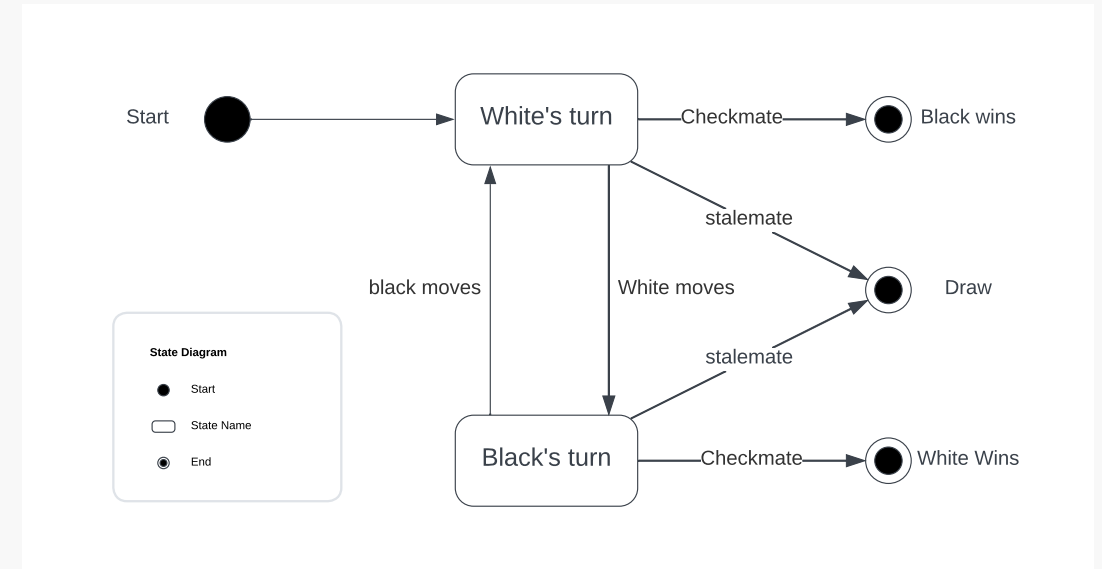 Start
White's turn
Checkmate
Black wins
stalemate
black moves
White moves
Draw
stalemate
Black's turn
Checkmate
White Wins
State Diagram
Start
State Name
End